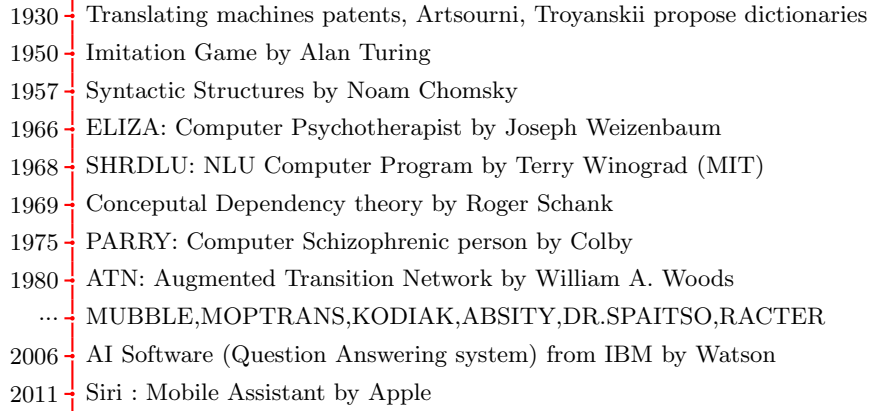 1930 Translating machines patents, Artsourni, Troyanskii propose dictionaries
1950 Imitation Game by Alan Turing
1957 Syntactic Structures by Noam Chomsky
1966 ELIZA: Computer Psychotherapist by Joseph Weizenbaum
1968 SHRDLU: NLU Computer Program by Terry Winograd (MIT)
1969 Conceputal Dependency theory by Roger Schank
1975 PARRY: Computer Schizophrenic person by Colby
1980 ATN: Augmented Transition Network by William A. Woods
... MUBBLE,MOPTRANS,KODIAK,ABSITY,DR.SPAITSO,RACTER
2006 AI Software (Question Answering system) from IBM by Watson
2011 Siri : Mobile Assistant by Apple